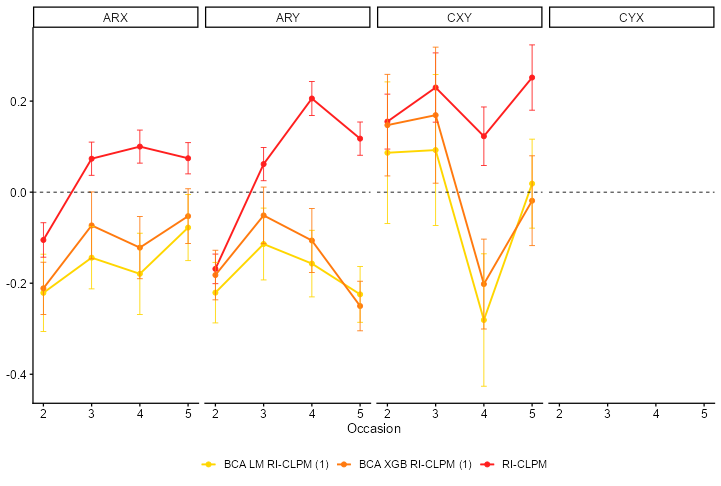 ARX ARY CXY CYX
0.2
0.0
-0.2
-0.4
2 3 4 5 2 3 4 5 2 3 4 5 2 3 4 5
Occasion
BCA LM RI-CLPM (1) BCA XGB RI-CLPM (1) RI-CLPM